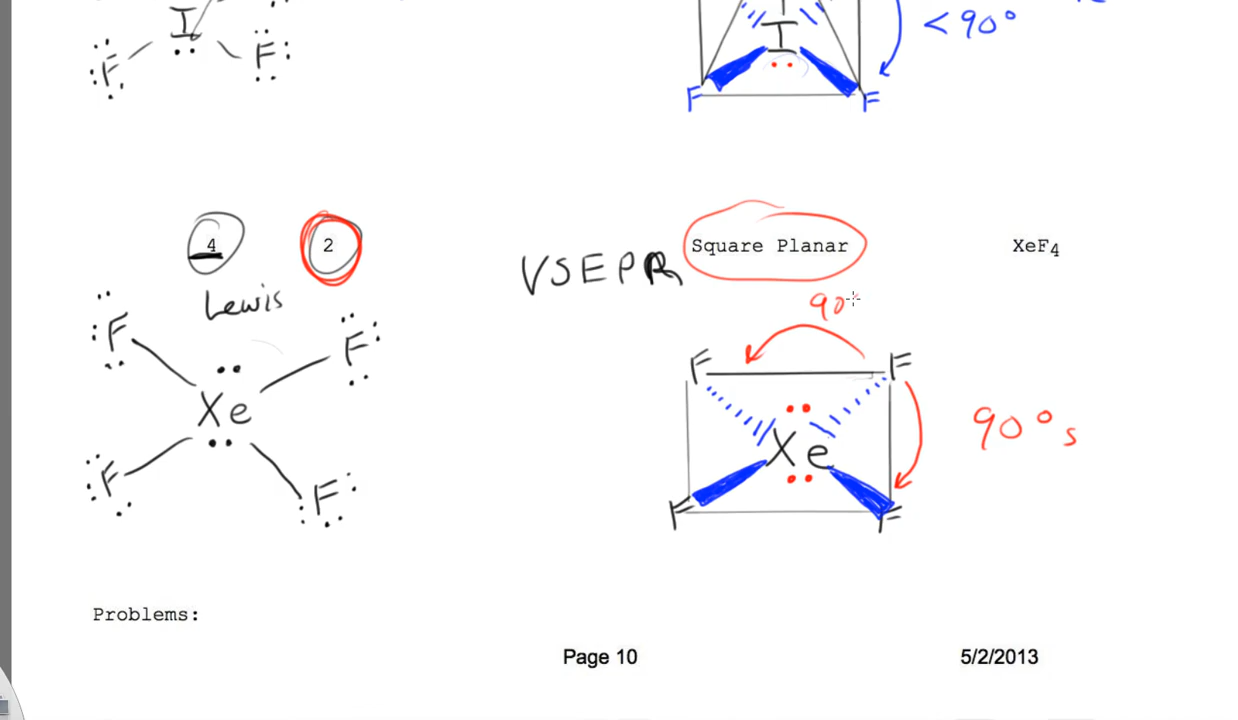 I
F F
I
<90°
F F
4 2 Square Planar XeF4
VSEPR
Lewis
90
F F F F
Xe Xe
90°s
F F F F
Problems:
Page 10 5/2/2013